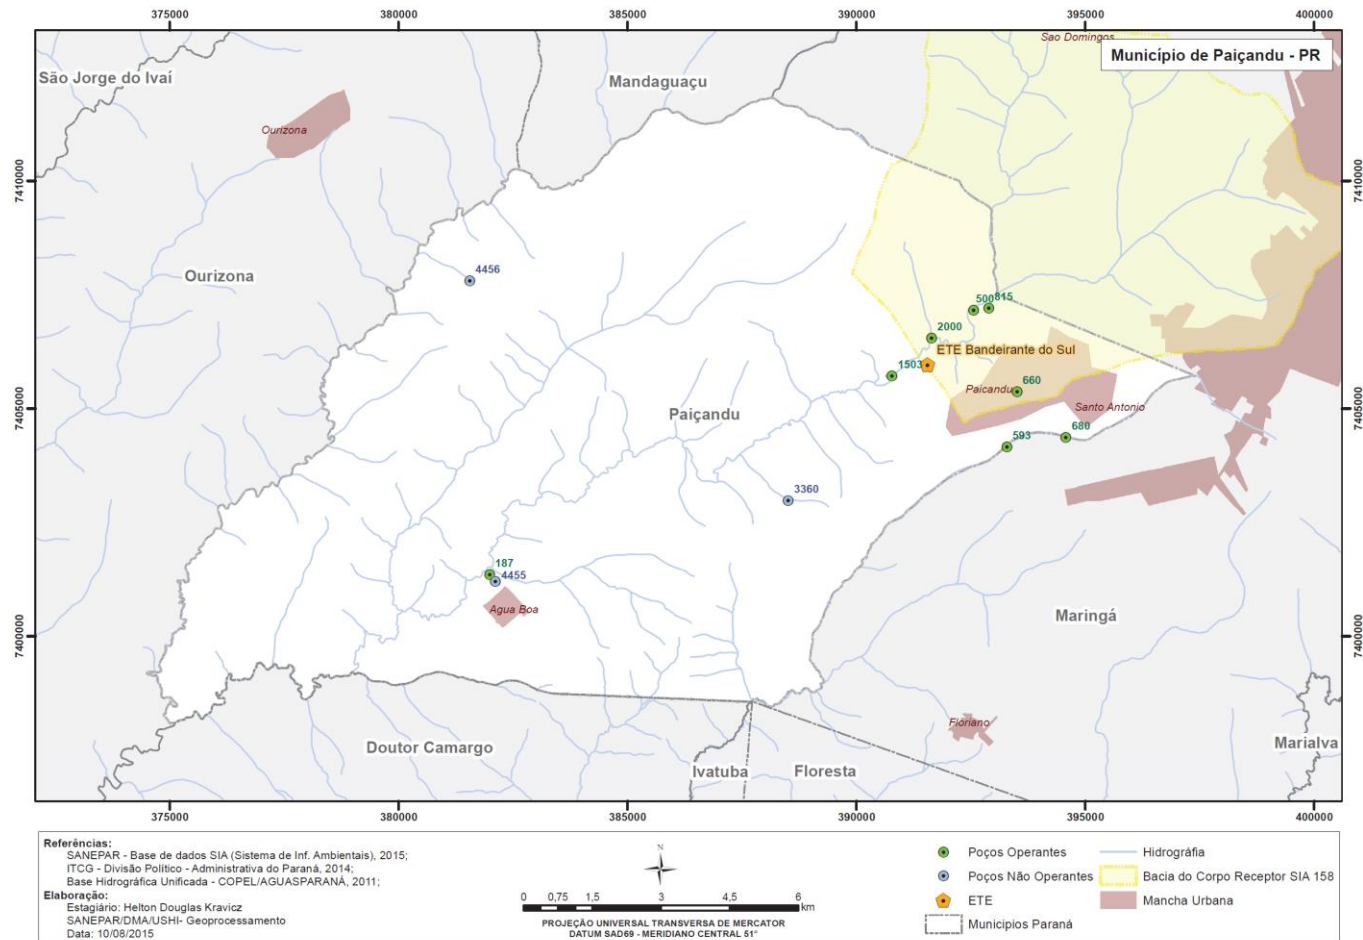 375000 380000 385000 390000 395000 400000
Sao Domingos
Município de Paiçandu - PR
São Jorge do Ivaí
Mandaguaçu
Ourizona
7410000 7410000
Ourizona
4456
500 815
2000
ETE Bandeirante do Sul
1503
Paicandu
660
Santo Antonio
7405000 7405000
Paiçandu
593
680
3360
187
4455
Agua Boa
Maringá
7400000 7400000
Floriano
Doutor Camargo
Marialva
Ivatuba
Floresta
375000 380000 385000 390000 395000 400000
Referências:
SANEPAR - Base de dados SIA (Sistema de Inf. Ambientais), 2015;
ITCG - Divisão Político - Administrativa do Paraná, 2014;
Base Hidrográfica Unificada - COPEL/AGUASPARANÁ, 2011;
Elaboração:
Estagiário: Helton Douglas Kravicz
SANEPAR/DMA/USHI- Geoprocessamento
Data: 10/08/2015
N
0 0,75 1,5 3 4,5 6
km
PROJEÇÃO UNIVERSAL TRANSVERSA DE MERCATOR
DATUM SAD69 - MERIDIANO CENTRAL 51°
Poços Operantes
Poços Não Operantes
ETE
Municipios Paraná
Hidrográfia
Bacia do Corpo Receptor SIA 158
Mancha Urbana